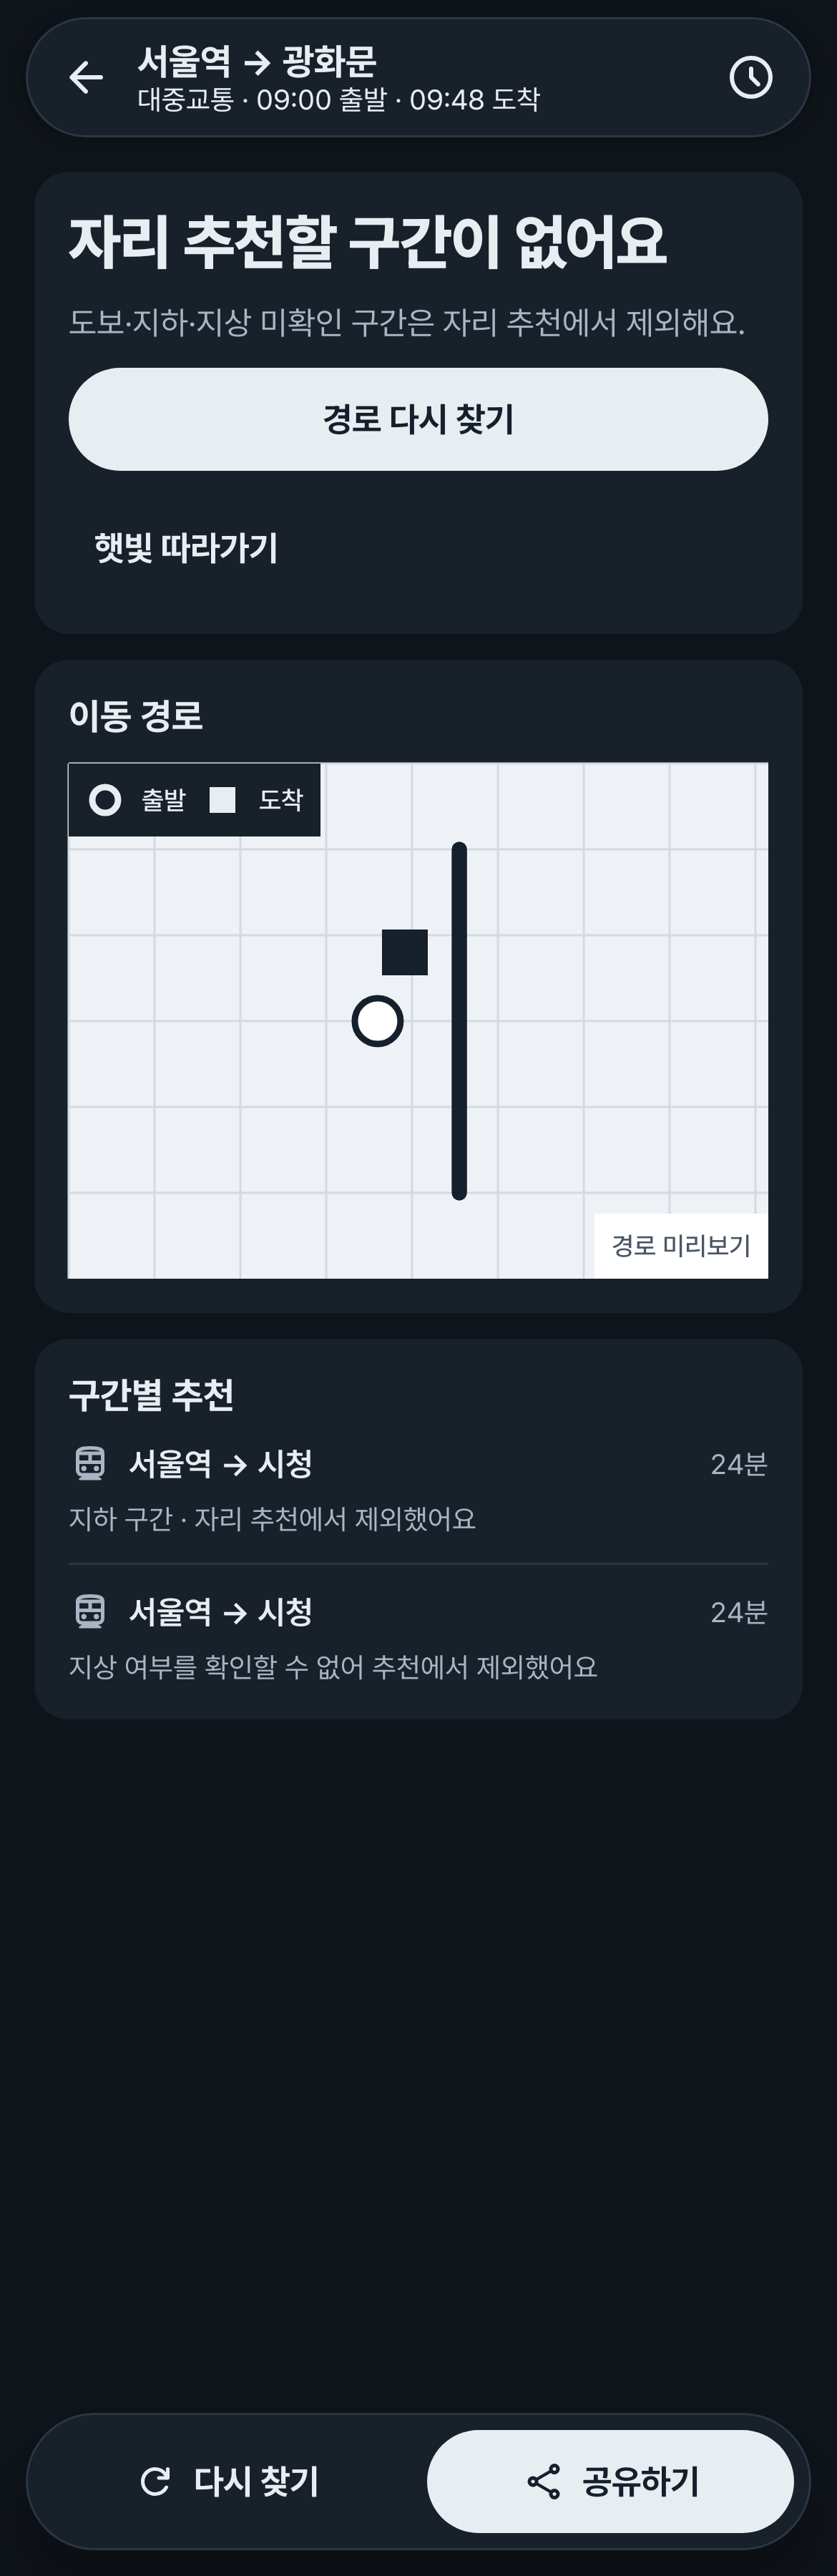 서울역 → 광화문
대중교통 · 09:00 출발 · 09:48 도착
자리 추천할 구간이 없어요
도보·지하·지상 미확인 구간은 자리 추천에서 제외해요.
경로 다시 찾기
햇빛 따라가기
이동 경로
출발 도착
경로 미리보기
구간별 추천
서울역 → 시청 24분
지하 구간 · 자리 추천에서 제외했어요
서울역 → 시청 24분
지상 여부를 확인할 수 없어 추천에서 제외했어요
다시 찾기 공유하기